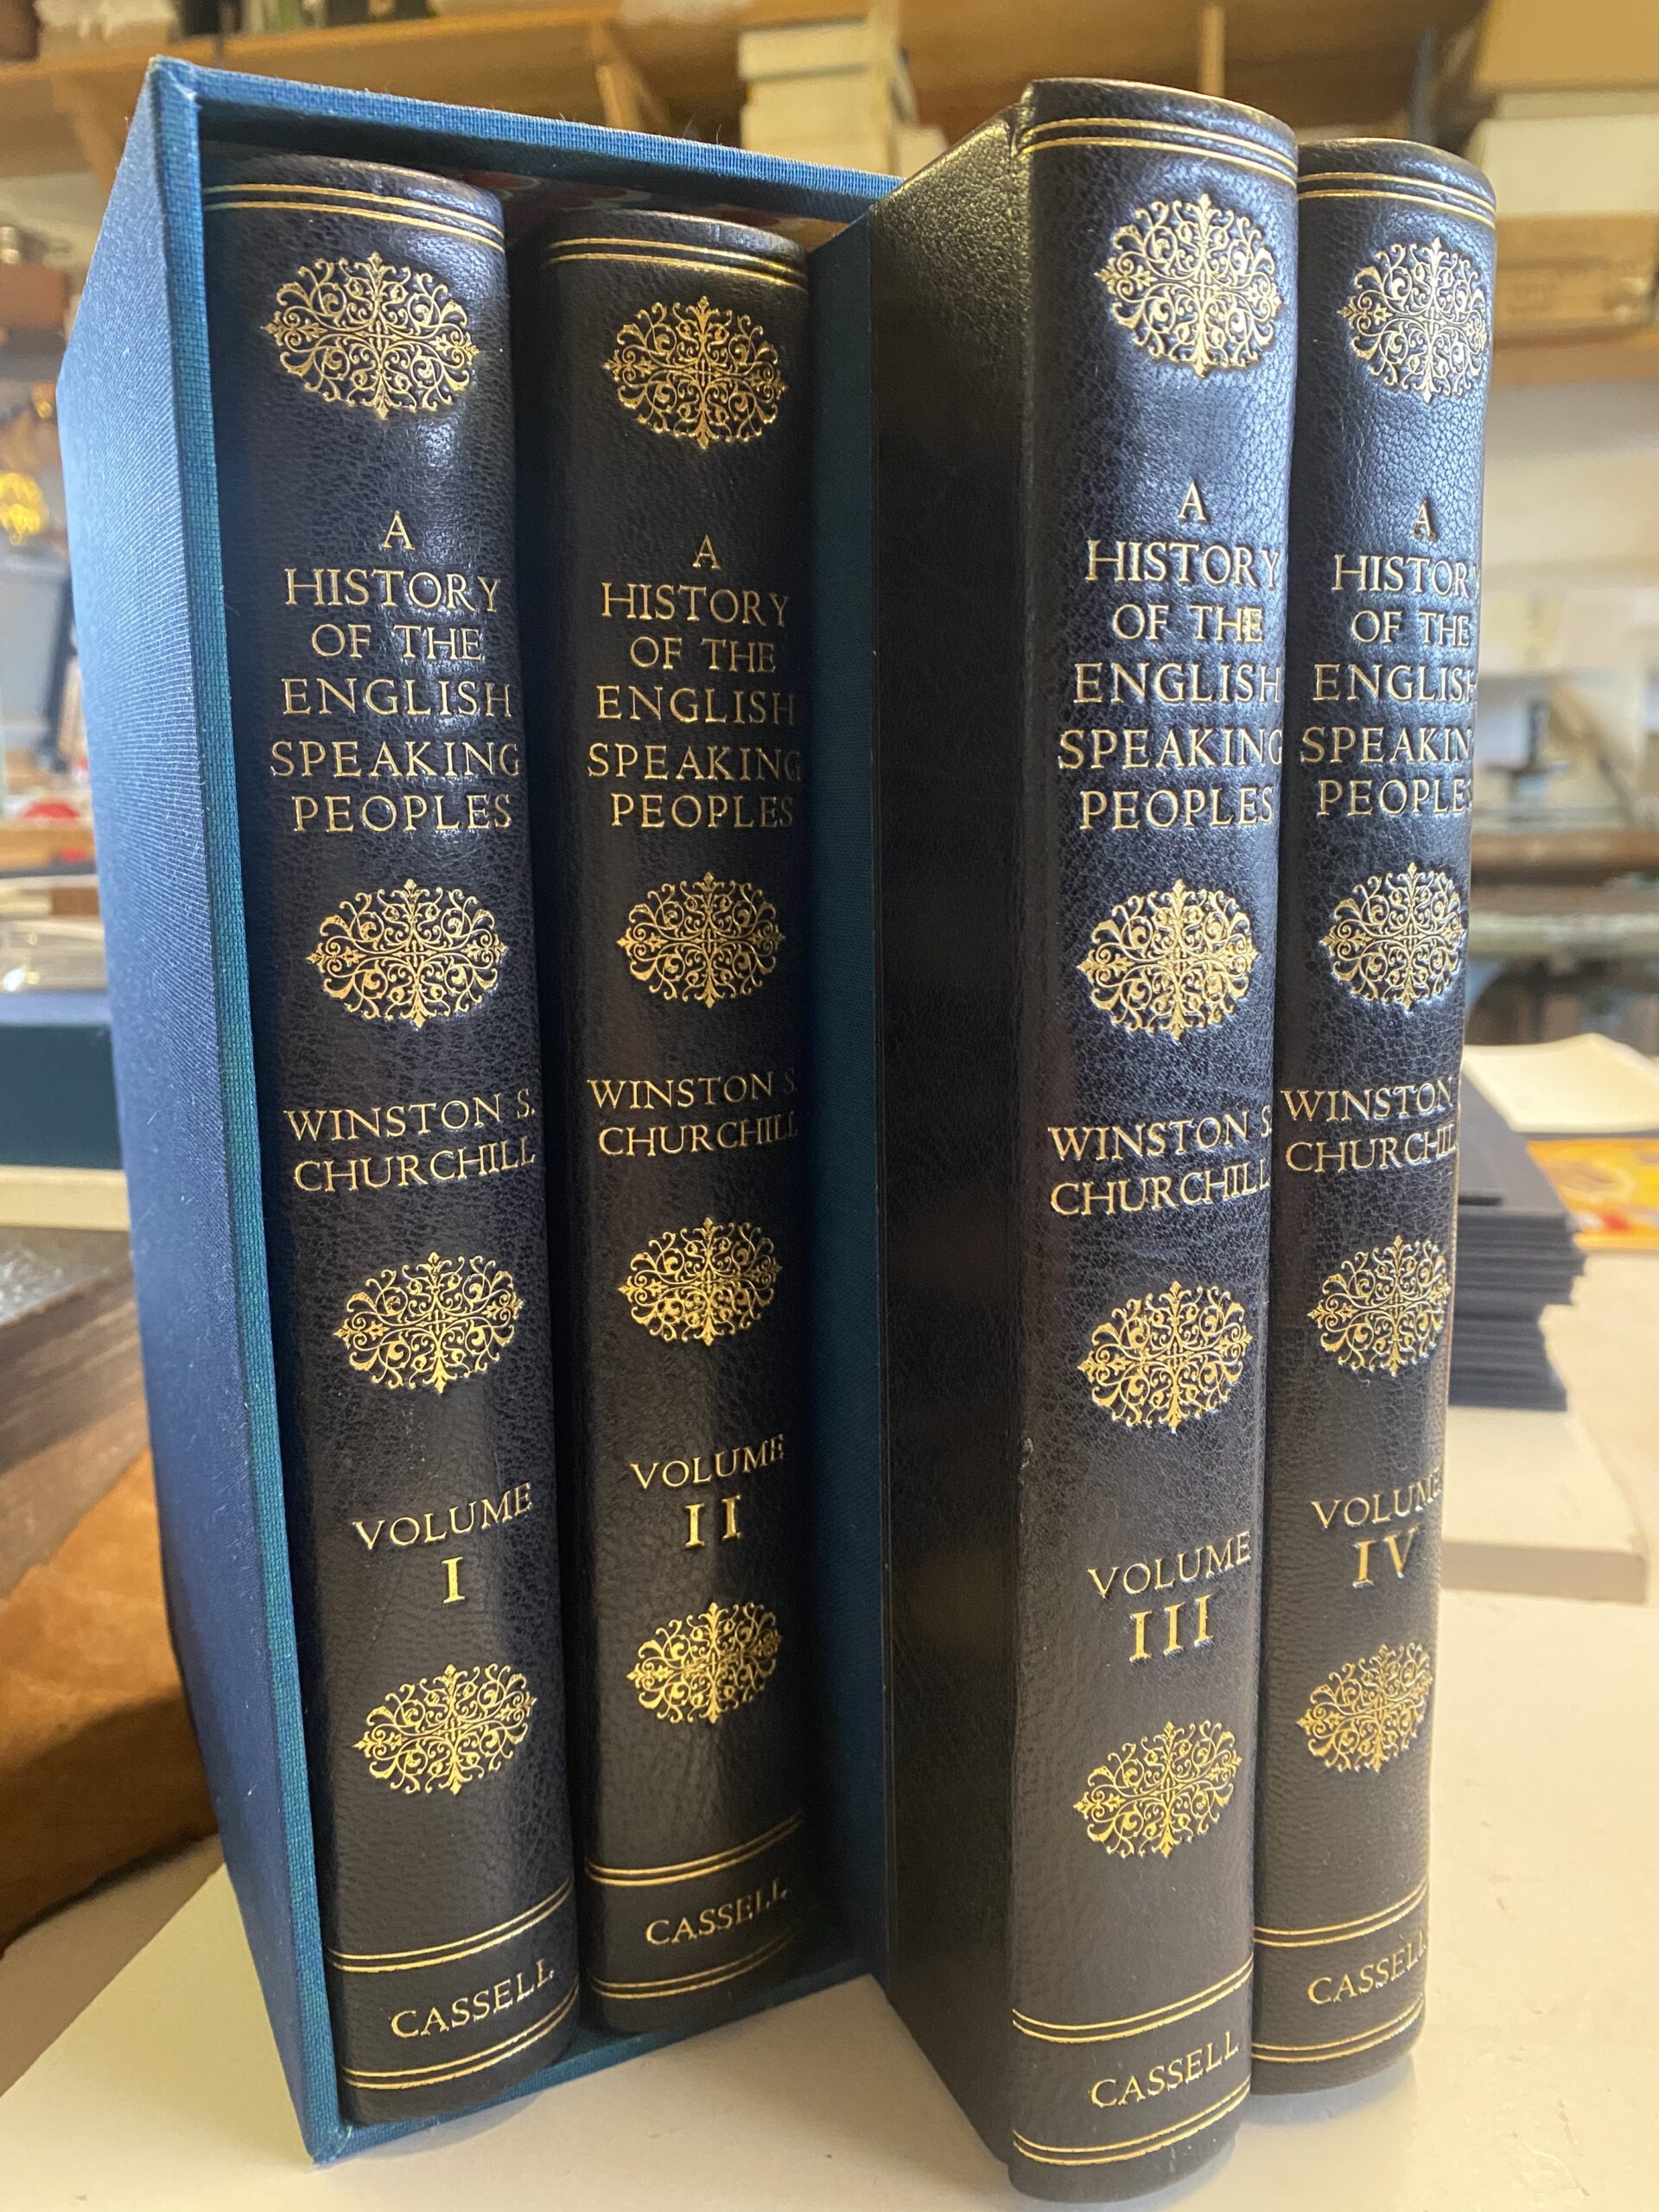 A
HISTORY
OF THE
ENGLISH
SPEAKING
PEOPLES
WINSTON S.
CHURCHILL
VOLUME
I
CASSELL
A
HISTORY
OF THE
ENGLISH
SPEAKING
PEOPLES
WINSTON S.
CHURCHILL
VOLUME
II
CASSELL
A
HISTORY
OF THE
ENGLISH
SPEAKING
PEOPLES
WINSTON S.
CHURCHILL
VOLUME
III
CASSELL
A
HISTORY
OF THE
ENGLISH
SPEAKING
PEOPLES
WINSTON
CHURCHILL
VOLUME
IV
CASSELL